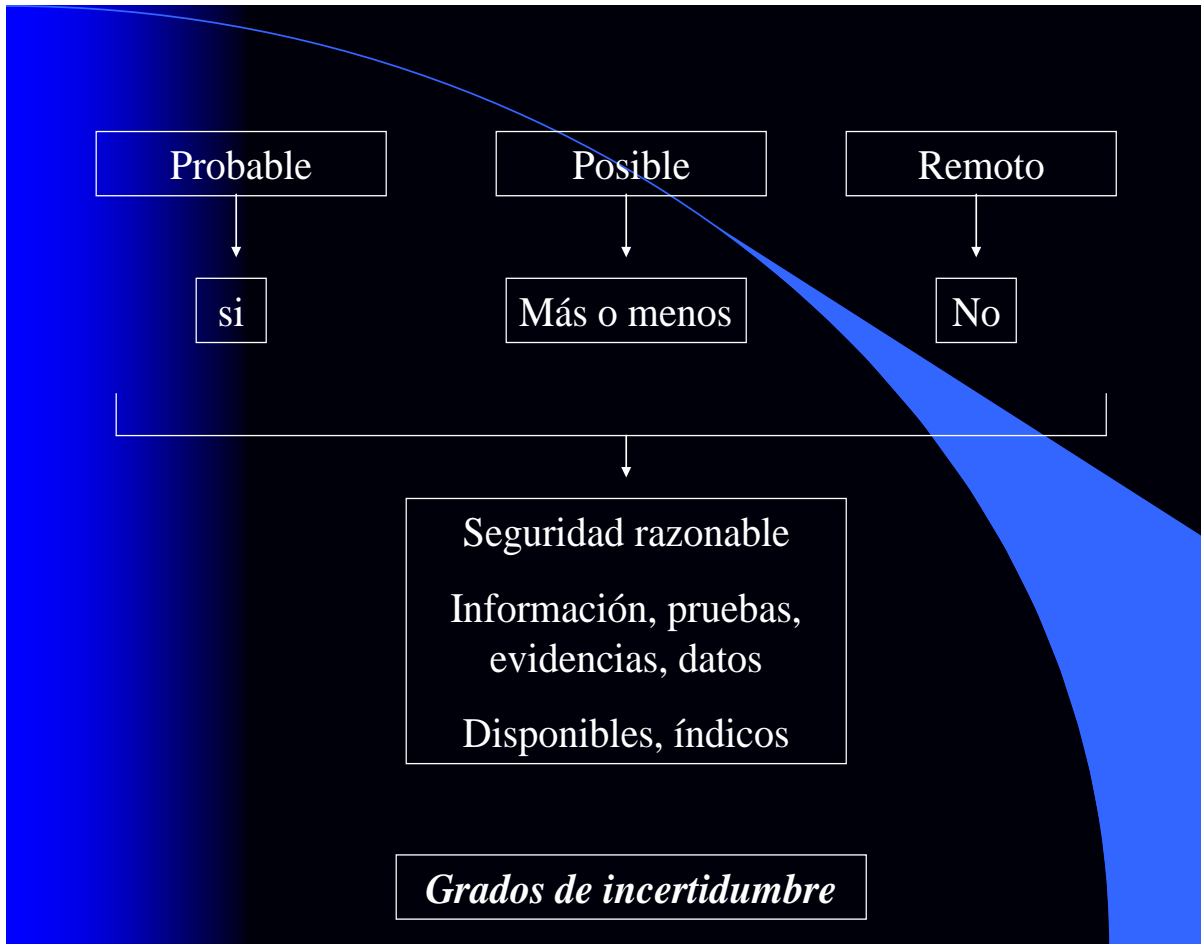 Probable
Posible
Remoto
si
Más o menos
No
Seguridad razonable
Información, pruebas,
evidencias, datos
Disponibles, índicos
Grados de incertidumbre